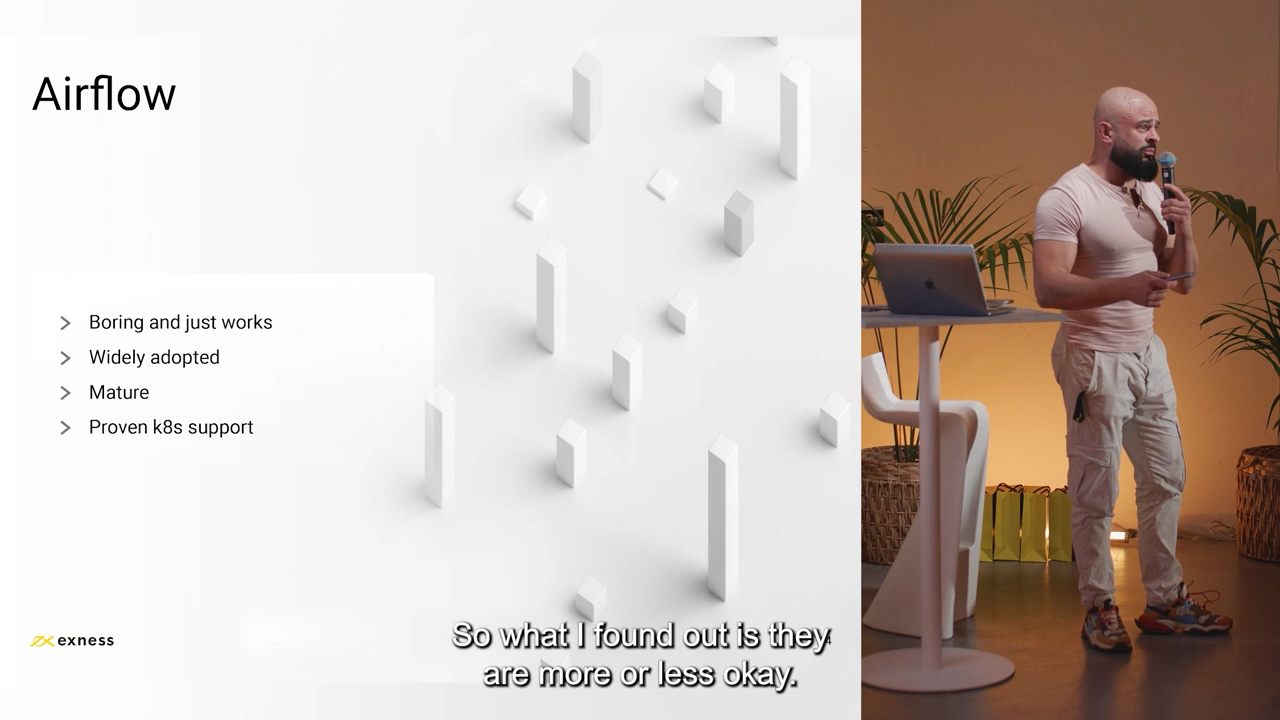 Airflow
Boring and just works
Widely adopted
Mature
Proven k8s support
exness
So what I found out is they
are more or less okay.